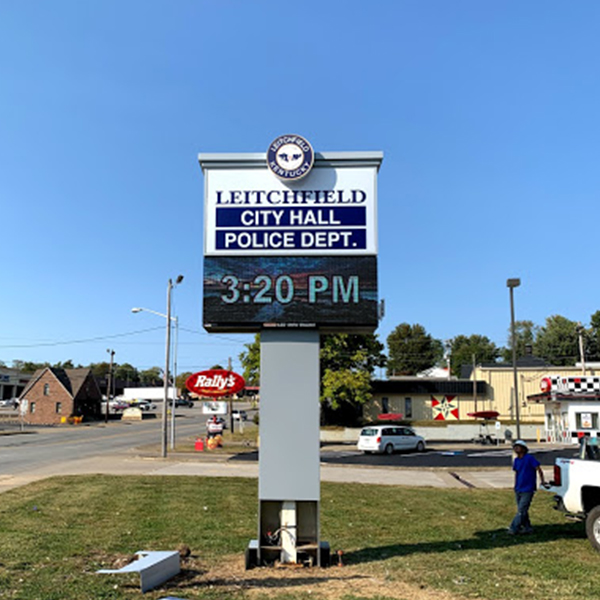 LEITCHFIELD
KENTUCKY
LEITCHFIELD
CITY HALL
POLICE DEPT.
3:20 PM
Rally's